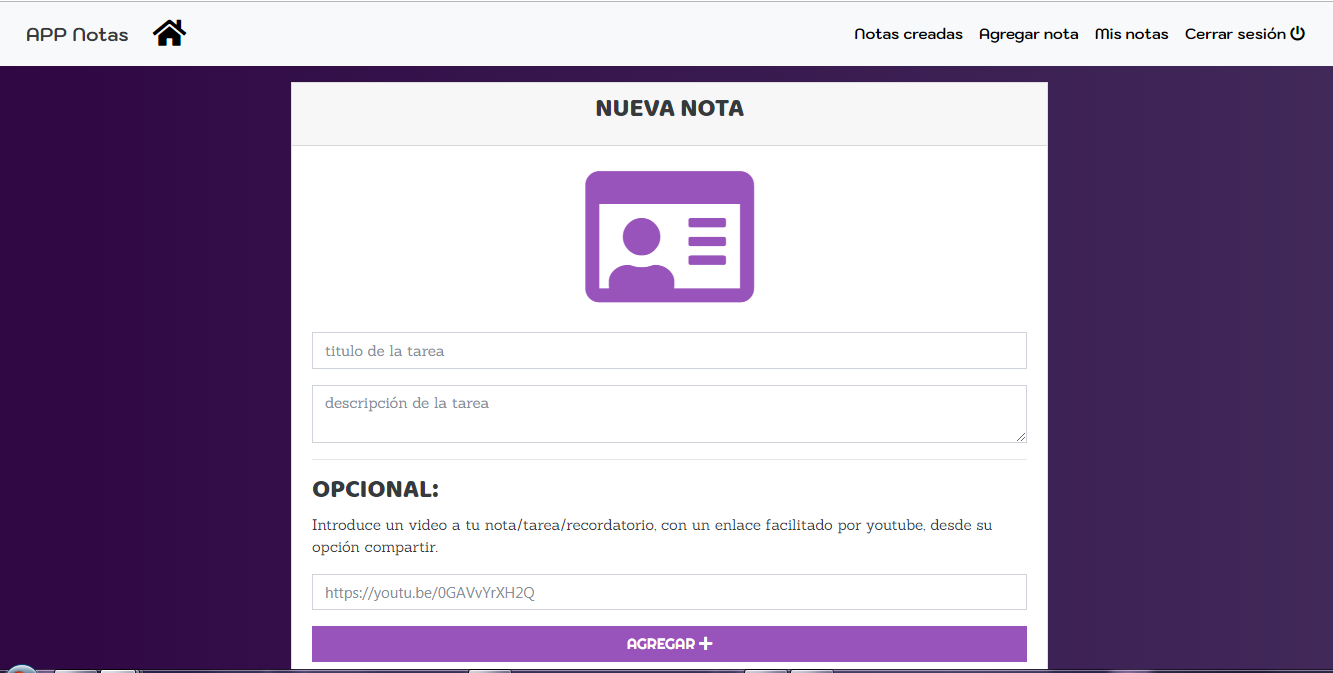 APP Notas
Notas creadas Agregar nota Mis notas Cerrar sesión
NUEVA NOTA
titulo de la tarea
descripción de la tarea
OPCIONAL:
Introduce un video a tu nota/tarea/recordatorio, con un enlace facilitado por youtube, desde su
opción compartir.
https://youtu.be/0GAVvYrXH2Q
AGREGAR